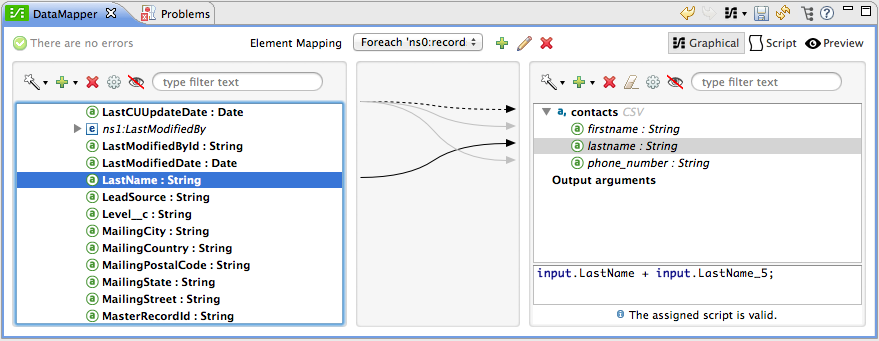 DataMapper
Problems
There are no errors
Element Mapping
Foreach 'ns0:record
Graphical
Script
Preview
type filter text
LastCUUpdateDate : Date
ns1:LastModifiedBy
LastModifiedById : String
LastModifiedDate : Date
LastName : String
LeadSource : String
Level__c : String
MailingCity : String
MailingCountry : String
MailingPostalCode : String
MailingState : String
MailingStreet : String
MasterRecordId : String
type filter text
contacts CSV
firstname : String
lastname : String
phone_number : String
Output arguments
input.LastName + input.LastName_5;
The assigned script is valid.